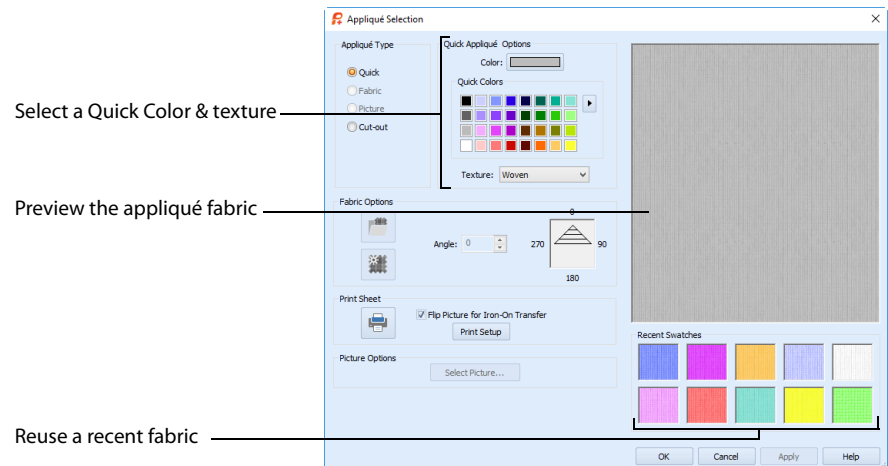 Appliqué Selection
Select a Quick Color & texture
Preview the appliqué fabric
Reuse a recent fabric
Appliqué Type
Quick
Fabric
Picture
Cut-out
Quick Appliqué Options
Color:
Quick Colors
Texture: Woven
Fabric Options
Angle: 0
0
270
90
180
Print Sheet
Flip Picture for Iron-On Transfer
Print Setup
Picture Options
Select Picture...
Recent Swatches
OK Cancel Apply Help